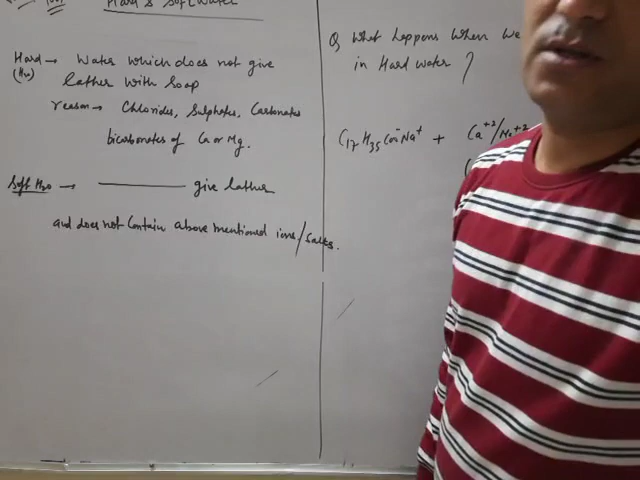 Hard & Soft Water
Hard → Water which does not give
(H₂O)
lather with Soap
reason → Chlorides, Sulphates, Carbonates
bicarbonates of Ca or Mg.
Soft H₂O → ———— give lather
and does not Contain above mentioned ions/Salts.
Q What happens when we
in Hard water ?
C₁₇H₃₅COO⁻Na⁺ + Ca⁺²/Mg⁺²